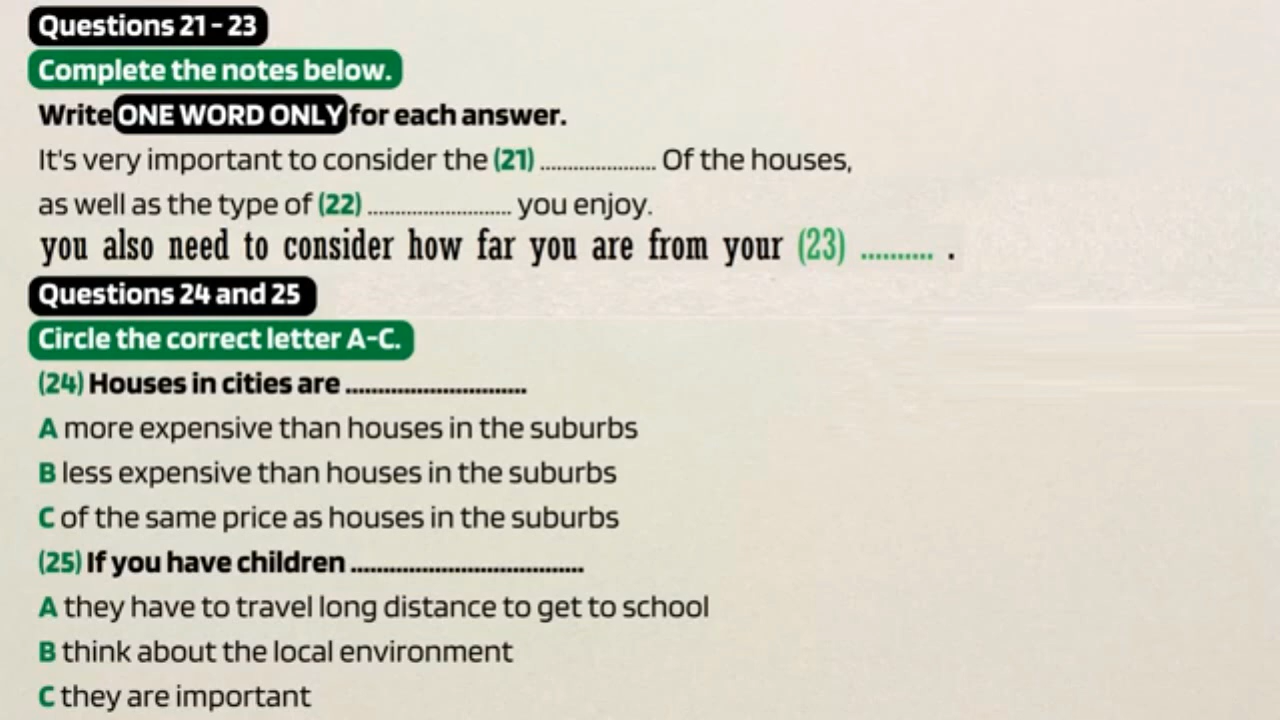 Questions 21 - 23
Complete the notes below.
Write ONE WORD ONLY for each answer.
It's very important to consider the (21) ...................... Of the houses,
as well as the type of (22) ........................... you enjoy.
you also need to consider how far you are from your (23) .......... .
Questions 24 and 25
Circle the correct letter A-C.
(24) Houses in cities are ............................
A more expensive than houses in the suburbs
B less expensive than houses in the suburbs
C of the same price as houses in the suburbs
(25) If you have children ....................................
A they have to travel long distance to get to school
B think about the local environment
C they are important